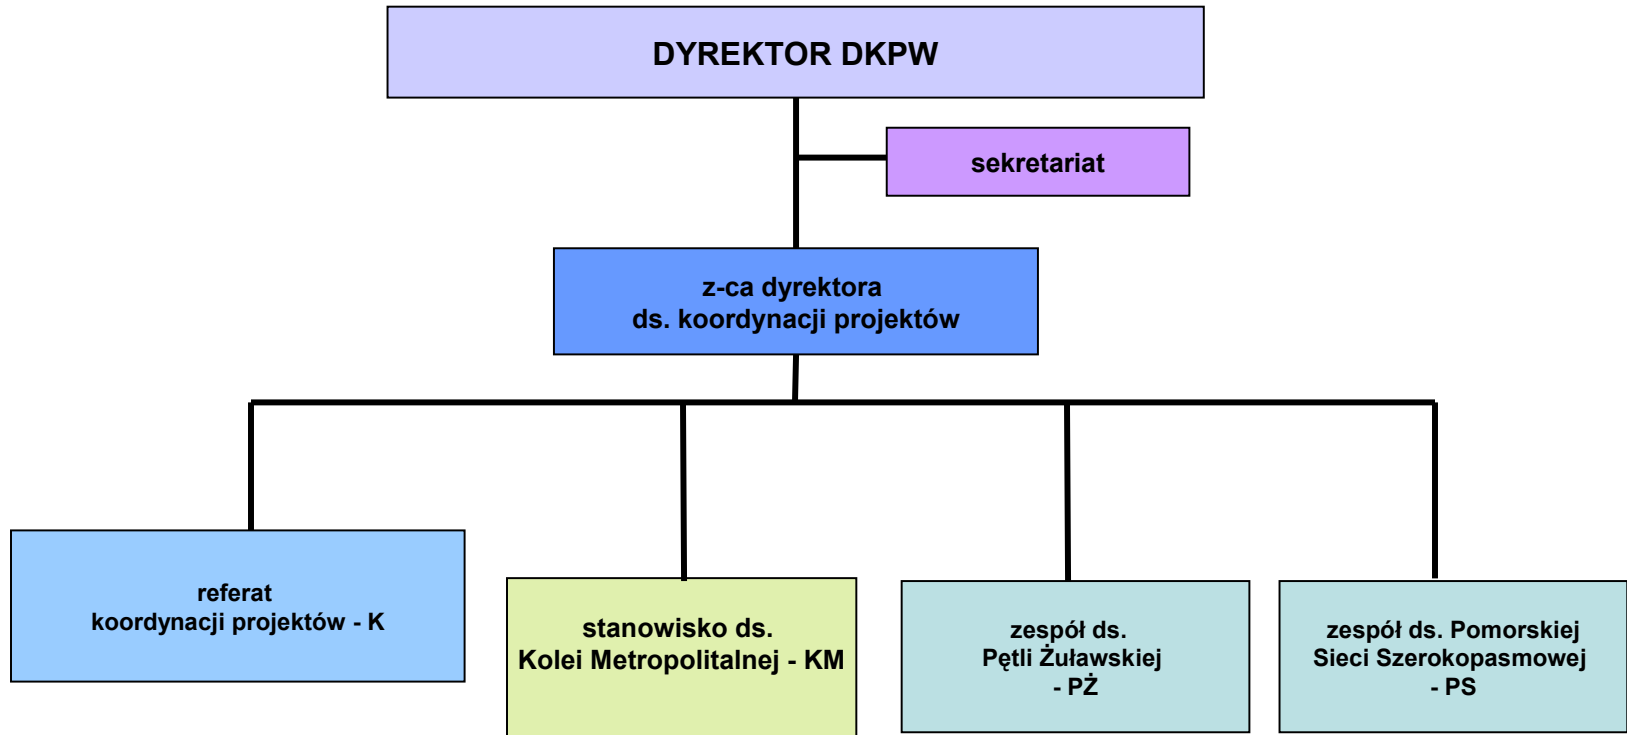 DYREKTOR DKPW
sekretariat
z-ca dyrektora
ds. koordynacji projektów
referat
koordynacji projektów - K
stanowisko ds.
Kolei Metropolitalnej - KM
zespół ds.
Pętli Żuławskiej
- PŻ
zespół ds. Pomorskiej
Sieci Szerokopasmowej
- PS